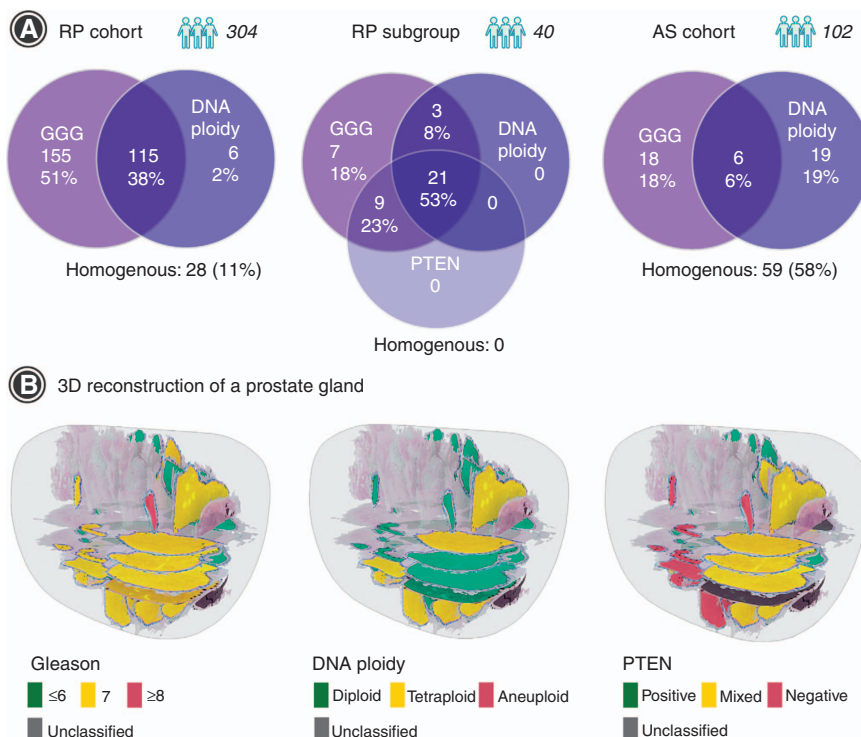 A RP cohort 304 RP subgroup 40 AS cohort 102
GGG
155
51%
115
38%
DNA
ploidy
6
2%
Homogenous: 28 (11%)
GGG
7
18%
3
8%
DNA
ploidy
0
21
53%
9
23%
0
PTEN
0
Homogenous: 0
GGG
18
18%
6
6%
DNA
ploidy
19
19%
Homogenous: 59 (58%)
B 3D reconstruction of a prostate gland
Gleason
≤6 7 ≥8
Unclassified
DNA ploidy
Diploid Tetraploid Aneuploid
Unclassified
PTEN
Positive Mixed Negative
Unclassified